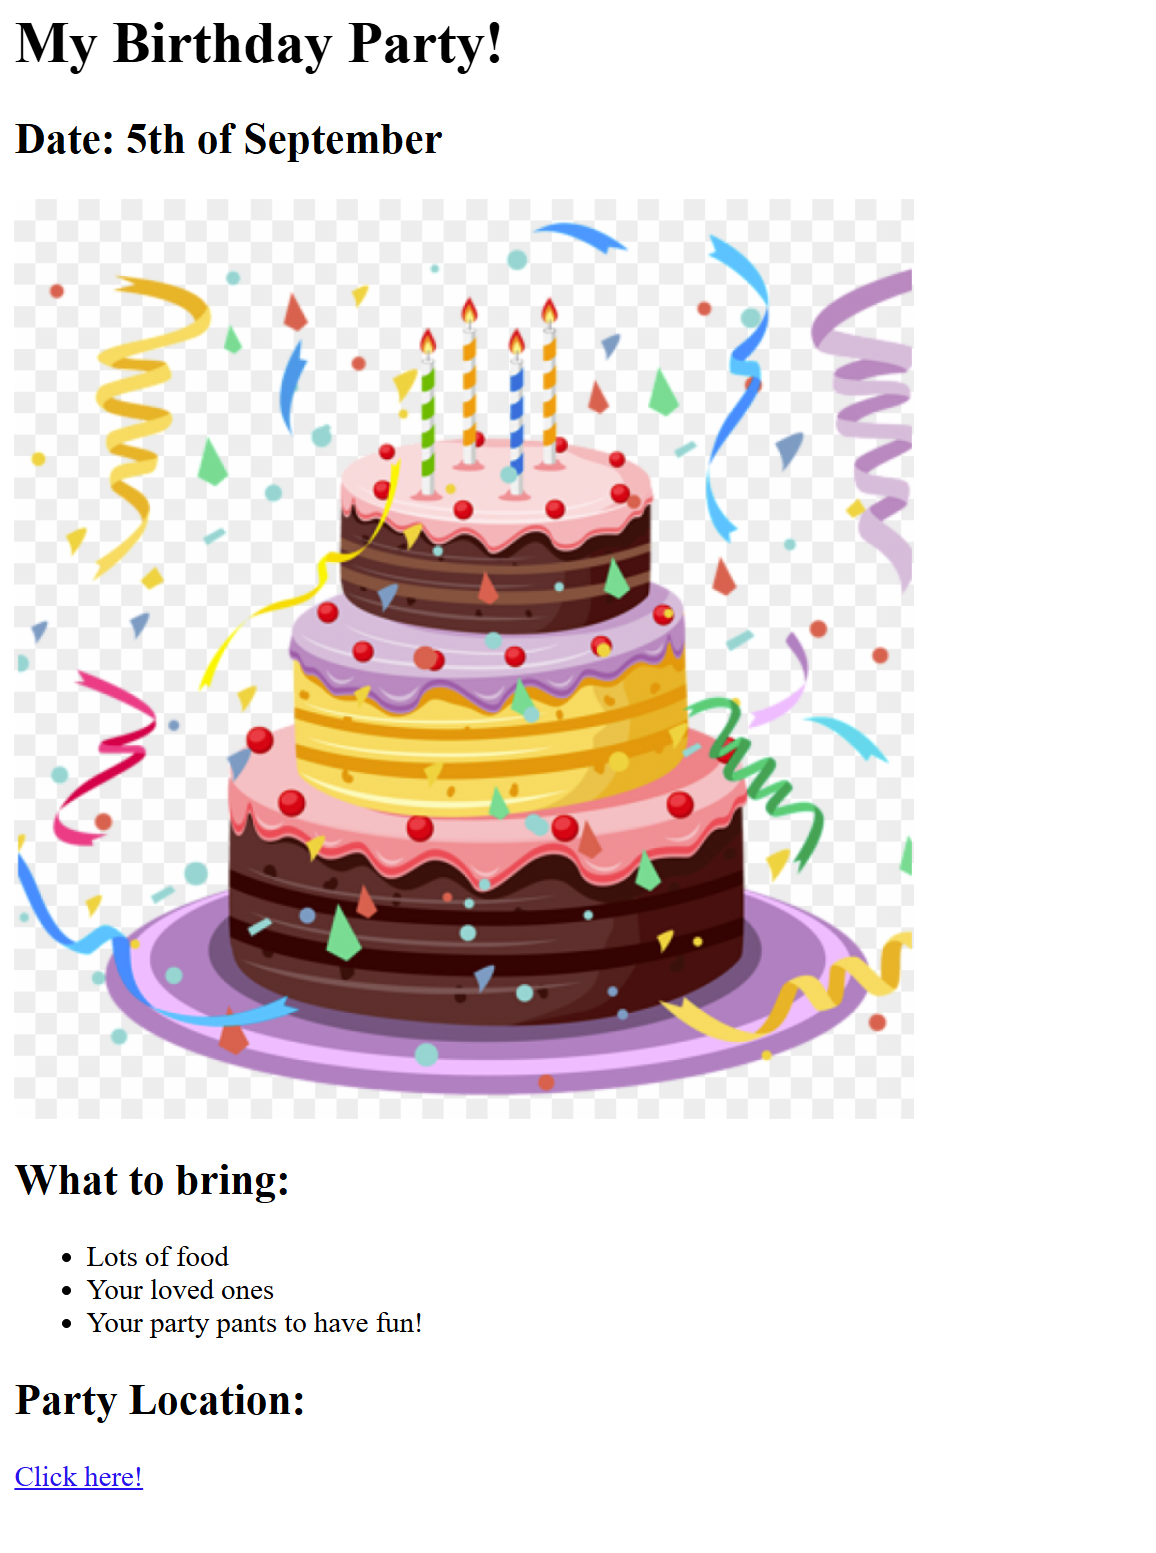 My Birthday Party!
Date: 5th of September
What to bring:
• Lots of food
• Your loved ones
• Your party pants to have fun!
Party Location:
Click here!